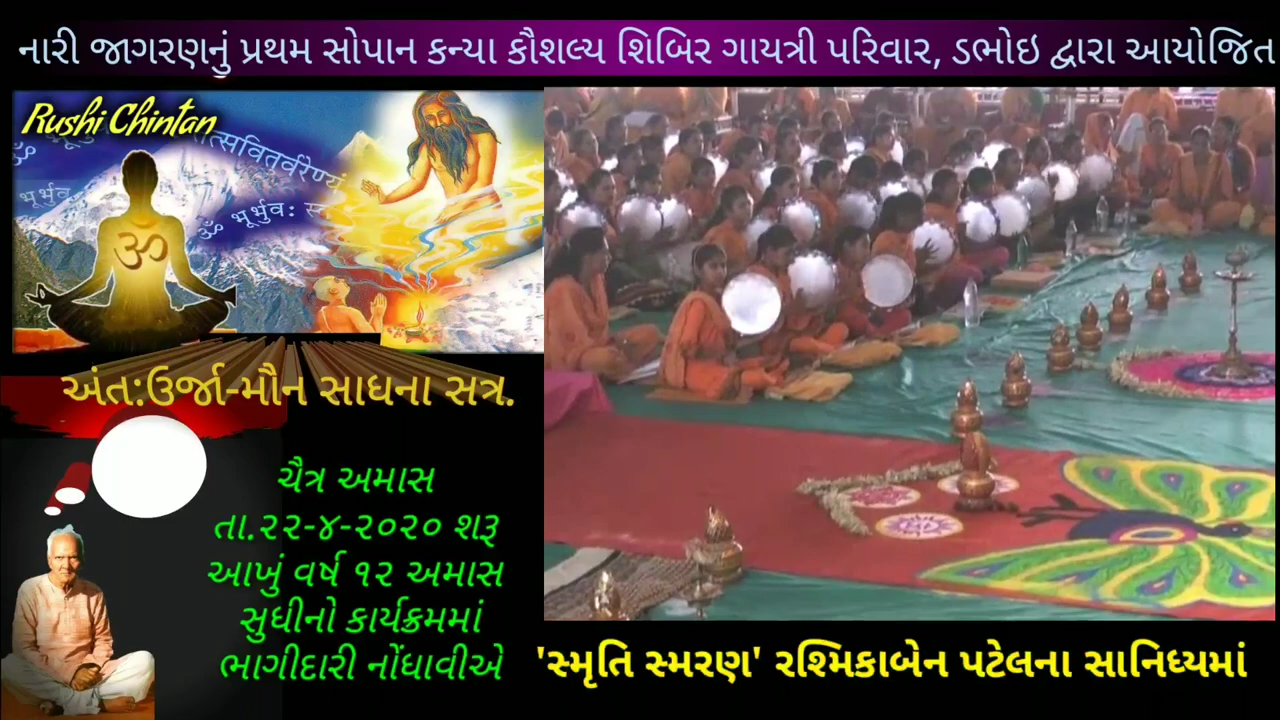 નારી જાગરણનું પ્રથમ સોપાન કન્યા કૌશલ્ય શિબિર ગાયત્રી પરિવાર, ડભોઇ દ્વારા આયોજિત
Rushi Chintan
ત્સવિતુર્વરેણ્યં
भूर्भुवः
ॐ भूर्भुवः
ॐ
અંત:ઉર્જા-મૌન સાધના સત્ર.
ચૈત્ર અમાસ
તા.૨૨-૪-૨૦૨૦ શરૂ
આખું વર્ષ ૧૨ અમાસ
સુધીનો કાર્યક્રમમાં
ભાગીદારી નોંધાવીએ
'સ્મૃતિ સ્મરણ' રશ્મિકાબેન પટેલના સાનિધ્યમાં